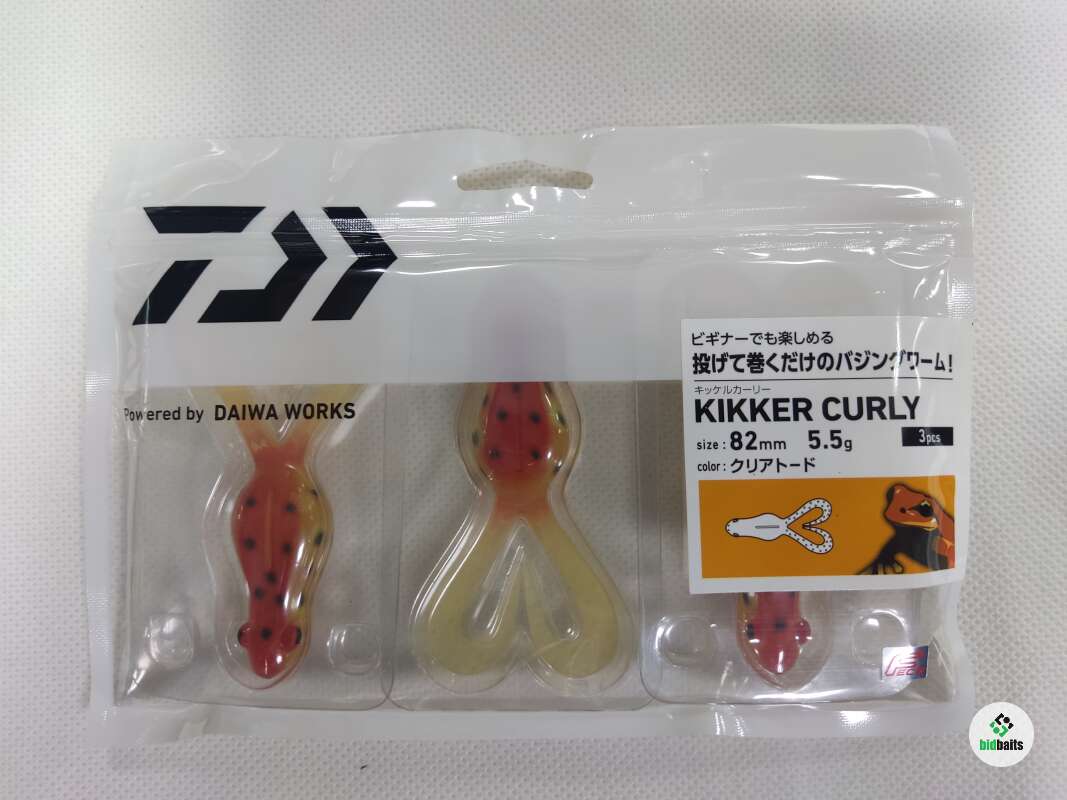 Powered by DAIWA WORKS
ビギナーでも楽しめる
投げて巻くだけのバジングワーム!
キッケルカーリー
KIKKER CURLY
size : 82mm 5.5g
3pcs
color : クリアトード
bidbaits